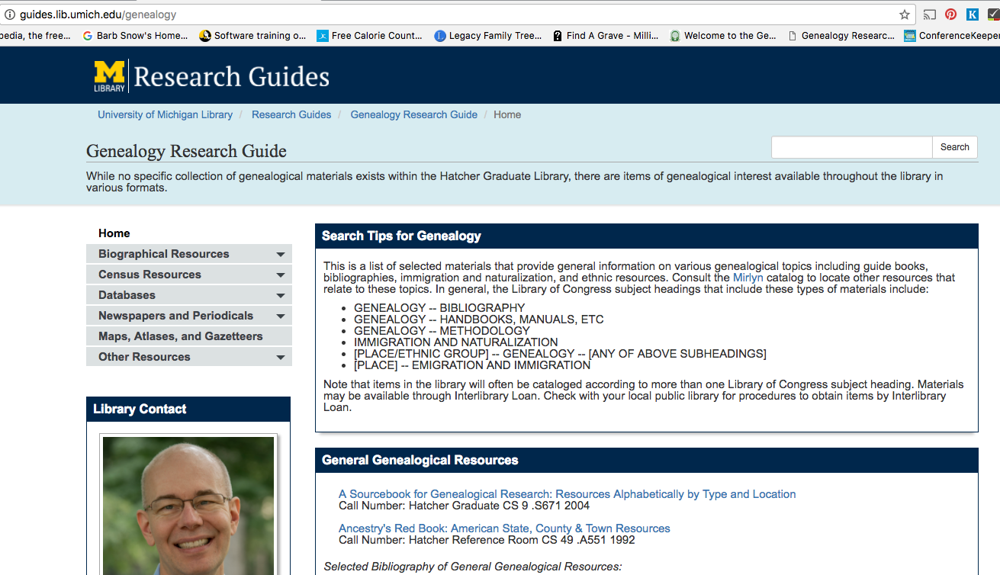 guides.lib.umich.edu/genealogy
pedia, the free... Barb Snow's Home... Software training o... Free Calorie Count... Legacy Family Tree... Find A Grave - Milli... Welcome to the Ge... Genealogy Researc... ConferenceKeeper
M LIBRARY Research Guides
University of Michigan Library / Research Guides / Genealogy Research Guide / Home
Genealogy Research Guide
Search
While no specific collection of genealogical materials exists within the Hatcher Graduate Library, there are items of genealogical interest available throughout the library in
various formats.
Home
Biographical Resources
Census Resources
Databases
Newspapers and Periodicals
Maps, Atlases, and Gazetteers
Other Resources
Library Contact
Search Tips for Genealogy
This is a list of selected materials that provide general information on various genealogical topics including guide books,
bibliographies, immigration and naturalization, and ethnic resources. Consult the Mirlyn catalog to locate other resources that
relate to these topics. In general, the Library of Congress subject headings that include these types of materials include:
• GENEALOGY -- BIBLIOGRAPHY
• GENEALOGY -- HANDBOOKS, MANUALS, ETC
• GENEALOGY -- METHODOLOGY
• IMMIGRATION AND NATURALIZATION
• [PLACE/ETHNIC GROUP] -- GENEALOGY -- [ANY OF ABOVE SUBHEADINGS]
• [PLACE] -- EMIGRATION AND IMMIGRATION
Note that items in the library will often be cataloged according to more than one Library of Congress subject heading. Materials
may be available through Interlibrary Loan. Check with your local public library for procedures to obtain items by Interlibrary
Loan.
General Genealogical Resources
A Sourcebook for Genealogical Research: Resources Alphabetically by Type and Location
Call Number: Hatcher Graduate CS 9 .S671 2004
Ancestry's Red Book: American State, County & Town Resources
Call Number: Hatcher Reference Room CS 49 .A551 1992
Selected Bibliography of General Genealogical Resources: